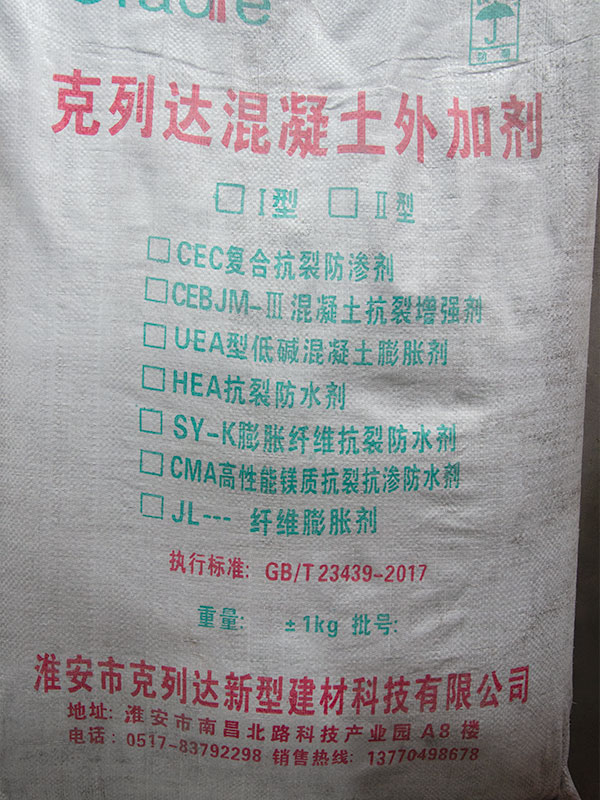 克列达混凝土外加剂
□ I型 □ II型
□CEC复合抗裂防渗剂
□CEBJM-III混凝土抗裂增强剂
□UEA型低碱混凝土膨胀剂
□HEA抗裂防水剂
□SY-K膨胀纤维抗裂防水剂
□CMA高性能镁质抗裂抗渗防水剂
□JL--- 纤维膨胀剂
执行标准: GB/T23439-2017
重量: ±1kg 批号:
淮安市克列达新型建材科技有限公司
地址: 淮安市南昌北路科技产业园A8楼
电话: 0517-83792298 销售热线: 13770498678